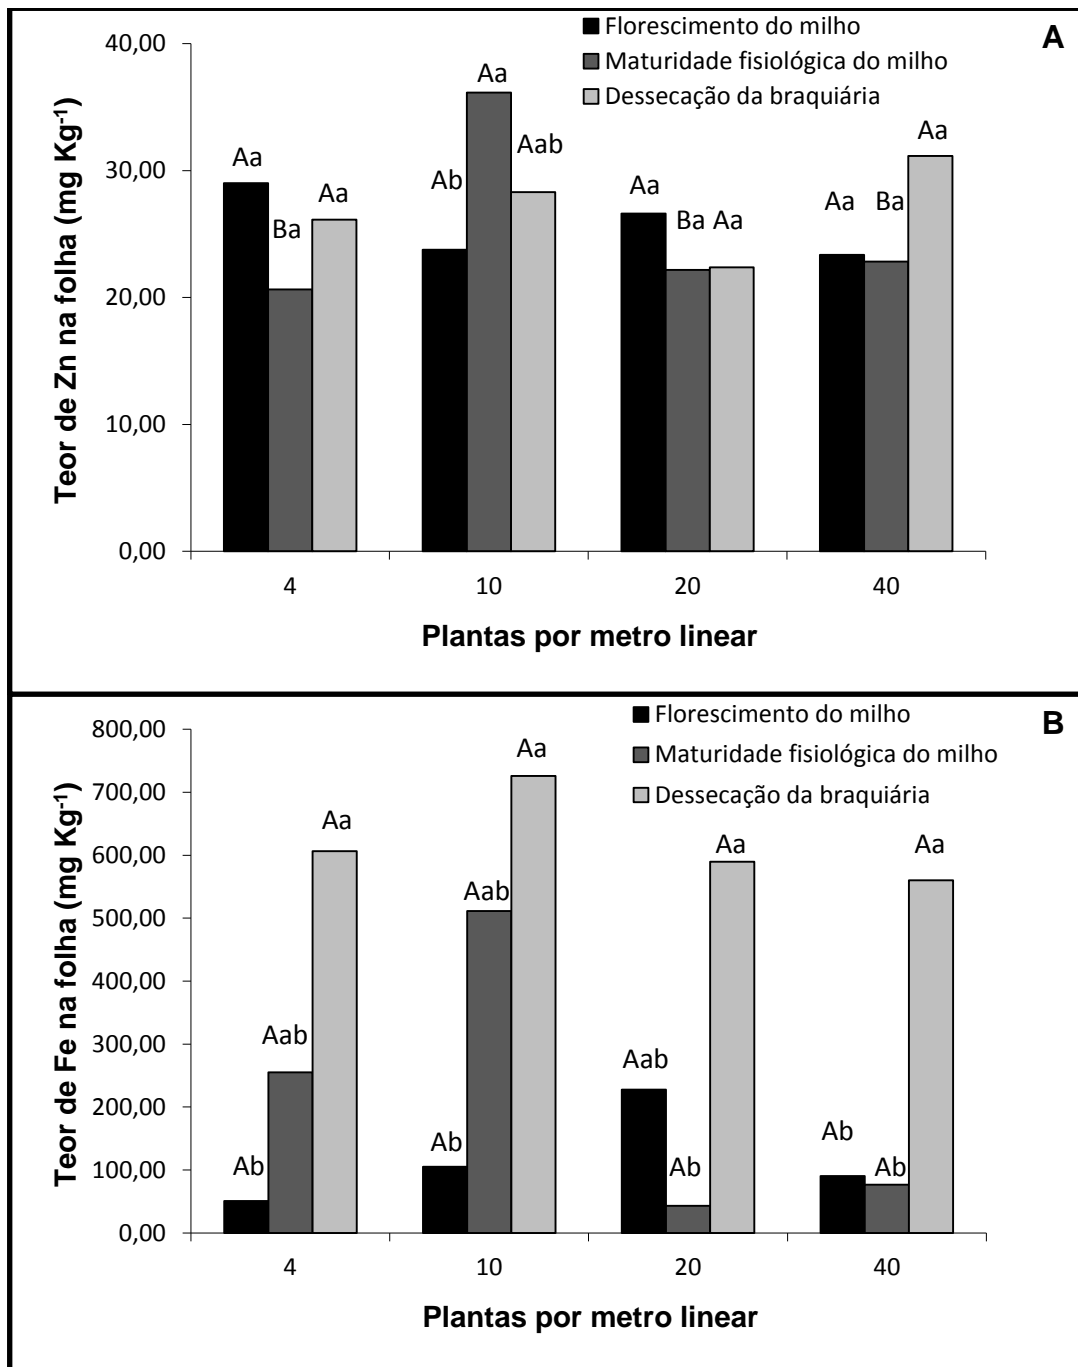 A
Florescimento do milho
Maturidade fisiológica do milho
Dessecação da braquiária
Teor de Zn na folha (mg Kg⁻¹)
40,00
30,00
20,00
10,00
0,00
Aa Ba Aa
Ab Aa Aab
Aa Ba Aa
Aa Ba Aa
4 10 20 40
Plantas por metro linear
B
Florescimento do milho
Maturidade fisiológica do milho
Dessecação da braquiária
Teor de Fe na folha (mg Kg⁻¹)
800,00
700,00
600,00
500,00
400,00
300,00
200,00
100,00
0,00
Ab Aab Aa
Ab Aab Aa
Aab Ab Aa
Ab Ab Aa
4 10 20 40
Plantas por metro linear